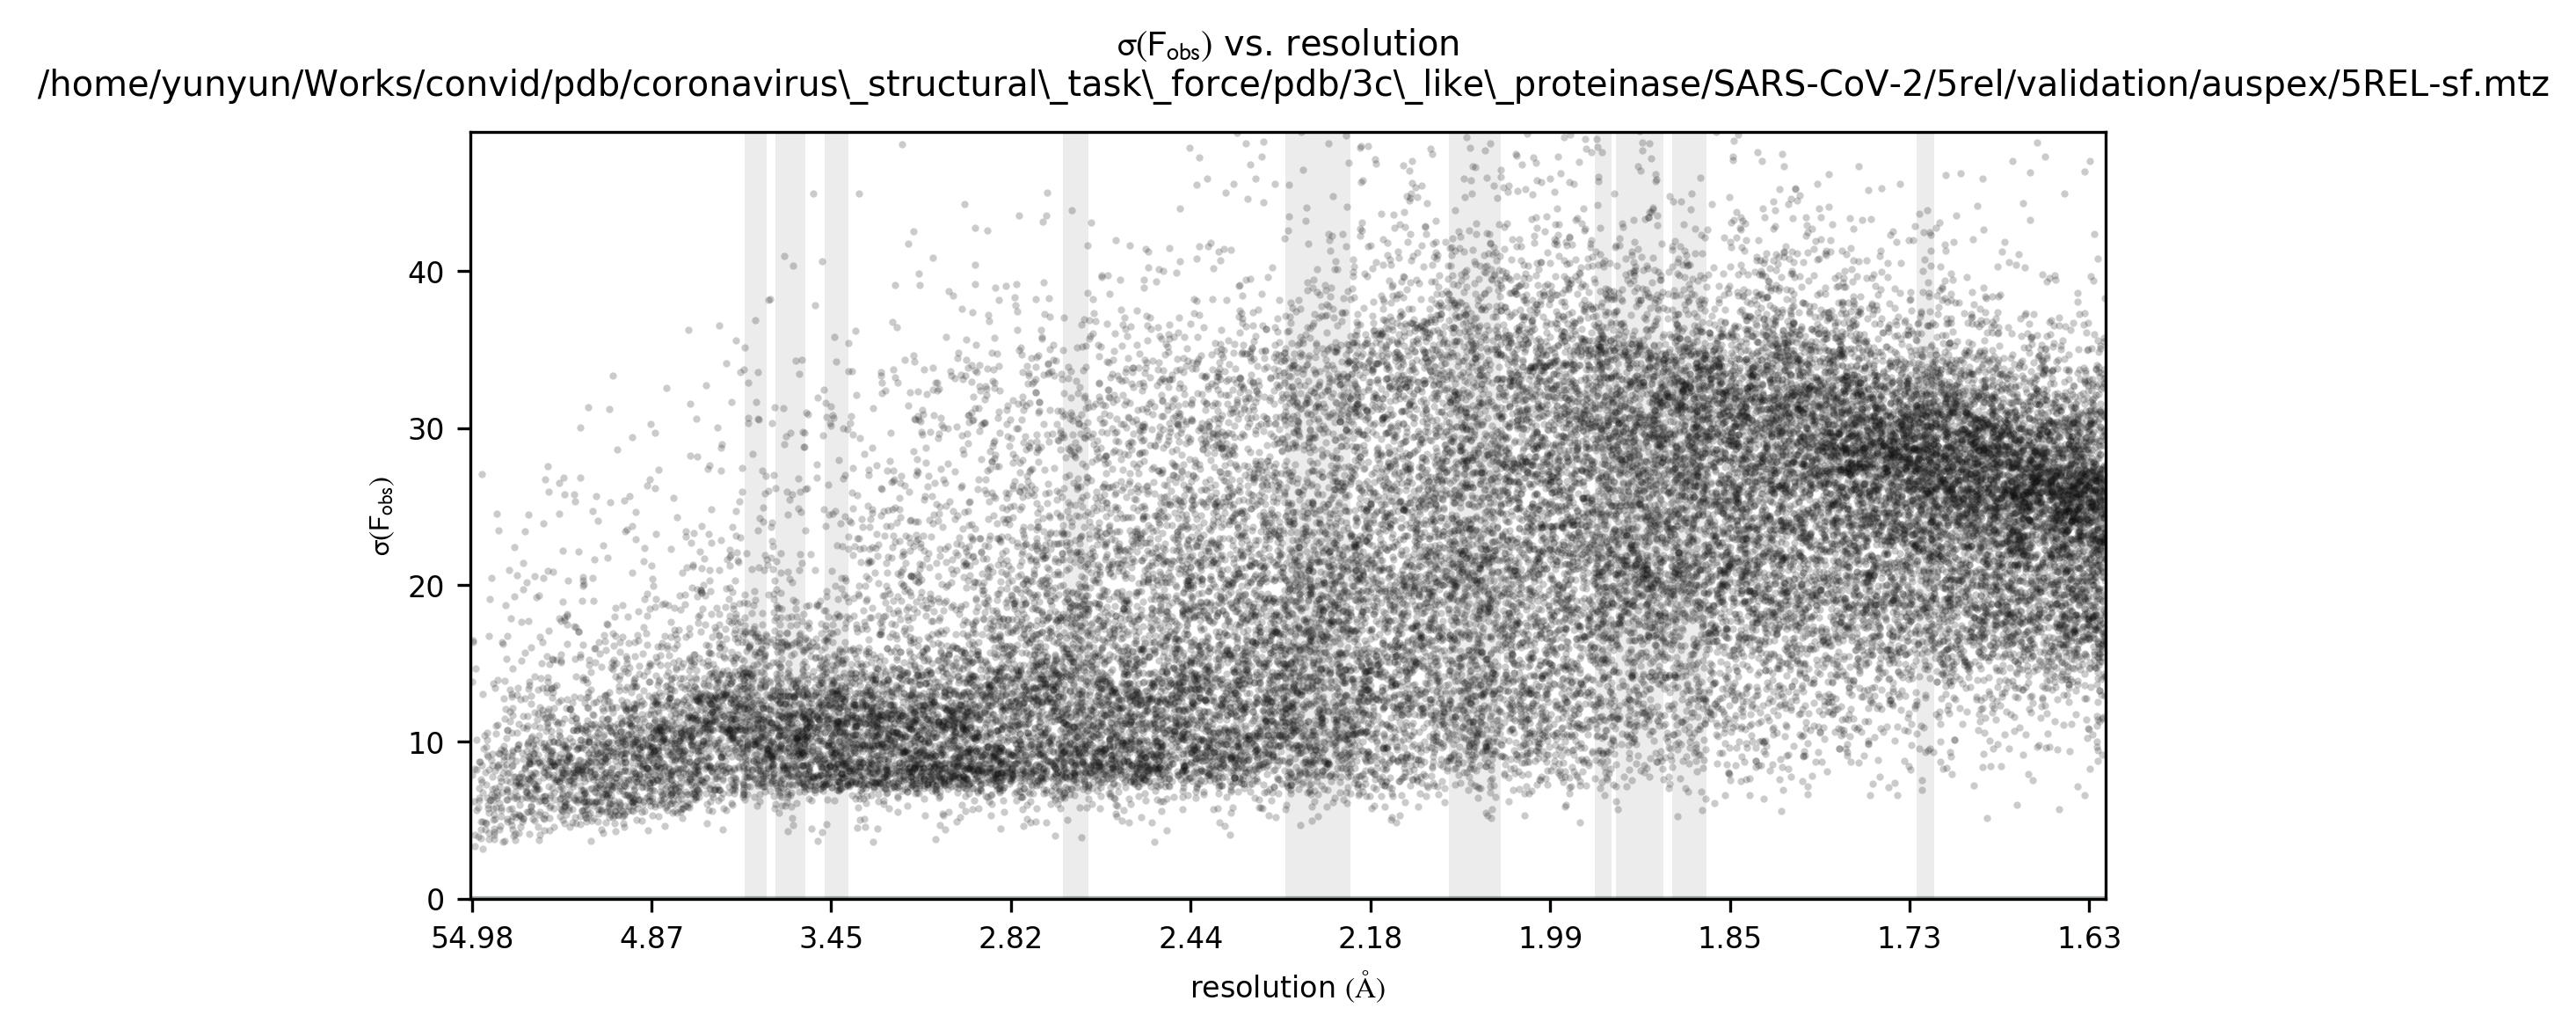 σ(Fobs) vs. resolution
/home/yunyun/Works/convid/pdb/coronavirus\_structural\_task\_force/pdb/3c\_like\_proteinase/SARS-CoV-2/5rel/validation/auspex/5REL-sf.mtz
σ(Fobs)
40
30
20
10
0
54.98 4.87 3.45 2.82 2.44 2.18 1.99 1.85 1.73 1.63
resolution (Å)